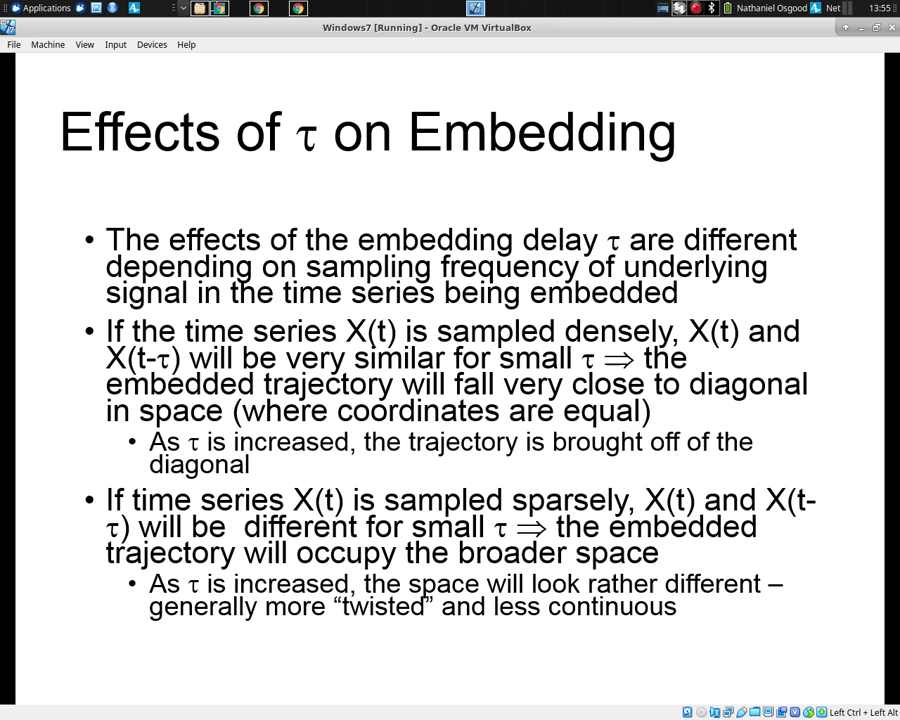 Applications
Nathaniel Osgood
Net
13:55
Windows7 [Running] - Oracle VM VirtualBox
File Machine View Input Devices Help
Effects of τ on Embedding
• The effects of the embedding delay τ are different
depending on sampling frequency of underlying
signal in the time series being embedded
• If the time series X(t) is sampled densely, X(t) and
X(t-τ) will be very similar for small τ ⇒ the
embedded trajectory will fall very close to diagonal
in space (where coordinates are equal)
• As τ is increased, the trajectory is brought off of the
diagonal
• If time series X(t) is sampled sparsely, X(t) and X(t-
τ) will be different for small τ ⇒ the embedded
trajectory will occupy the broader space
• As τ is increased, the space will look rather different –
generally more “twisted” and less continuous
Left Ctrl + Left Alt